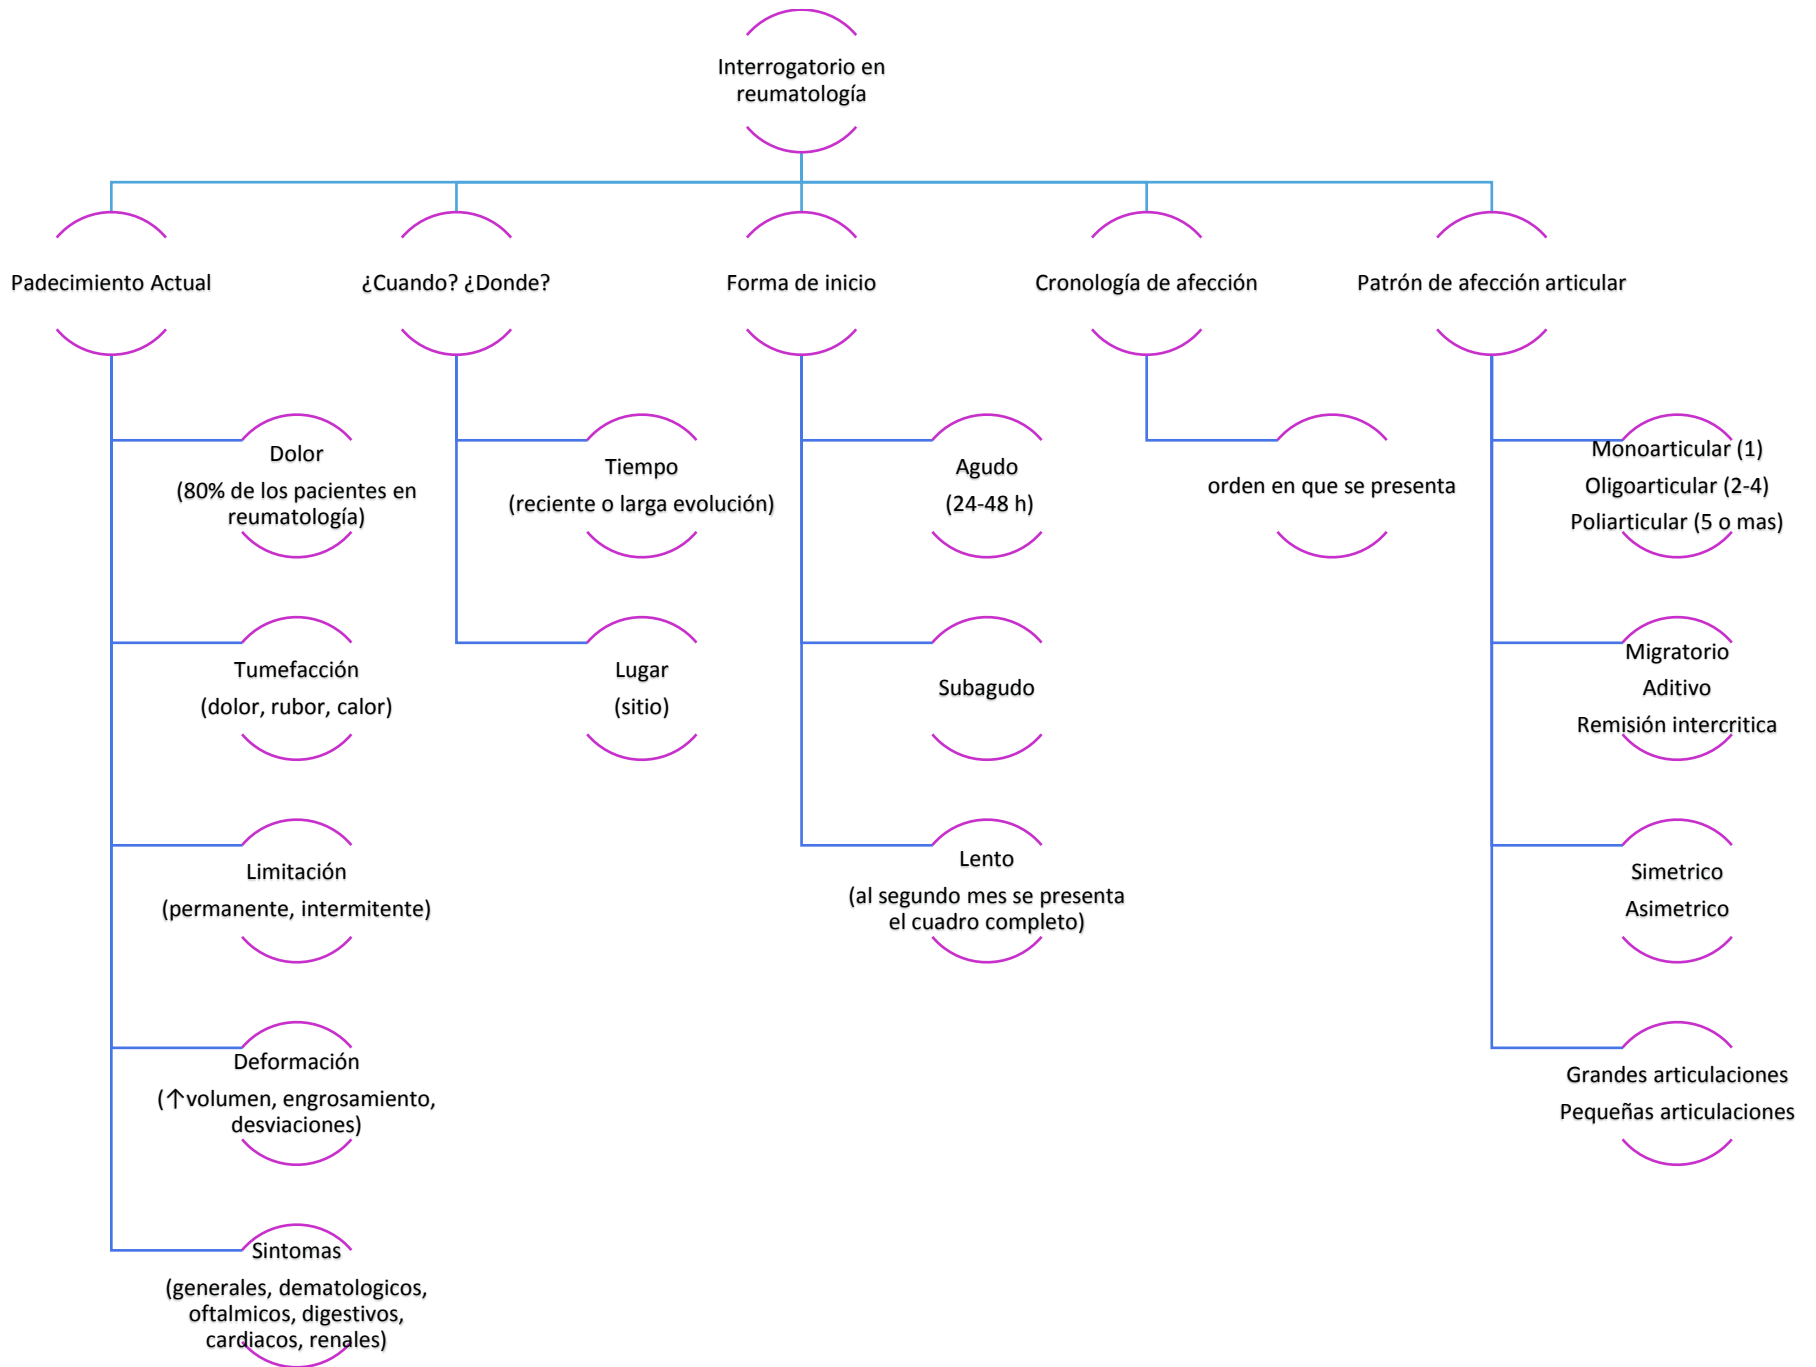 Interrogatorio en
reumatología
Padecimiento Actual
¿Cuando? ¿Donde?
Forma de inicio
Cronología de afección
Patrón de afección articular
Dolor
(80% de los pacientes en
reumatología)
Tumefacción
(dolor, rubor, calor)
Limitación
(permanente, intermitente)
Deformación
(↑volumen, engrosamiento,
desviaciones)
Sintomas
(generales, dematologicos,
oftalmicos, digestivos,
cardiacos, renales)
Tiempo
(reciente o larga evolución)
Lugar
(sitio)
Agudo
(24-48 h)
Subagudo
Lento
(al segundo mes se presenta
el cuadro completo)
orden en que se presenta
Monoarticular (1)
Oligoarticular (2-4)
Poliarticular (5 o mas)
Migratorio
Aditivo
Remisión intercritica
Simetrico
Asimetrico
Grandes articulaciones
Pequeñas articulaciones